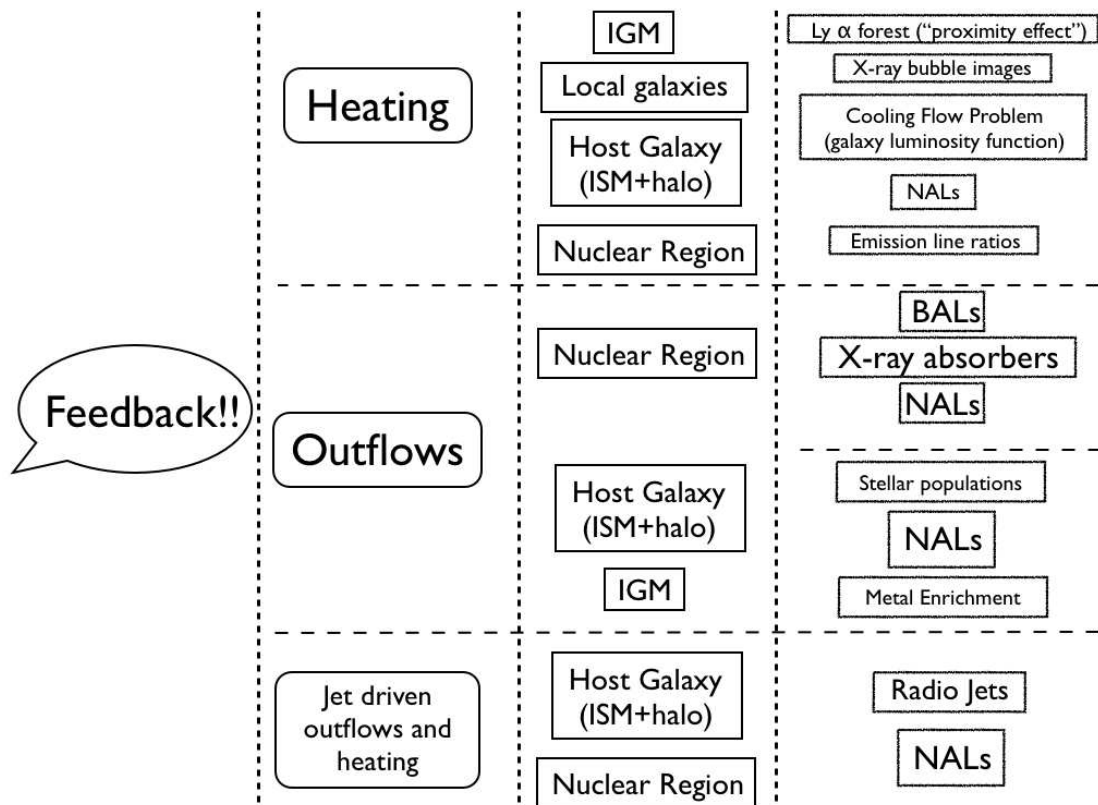 Feedback!!
Heating
IGM
Local galaxies
Host Galaxy
(ISM+halo)
Nuclear Region
Ly α forest (“proximity effect”)
X-ray bubble images
Cooling Flow Problem
(galaxy luminosity function)
NALs
Emission line ratios
Outflows
Nuclear Region
Host Galaxy
(ISM+halo)
IGM
BALs
X-ray absorbers
NALs
Stellar populations
NALs
Metal Enrichment
Jet driven
outflows and
heating
Host Galaxy
(ISM+halo)
Nuclear Region
Radio Jets
NALs